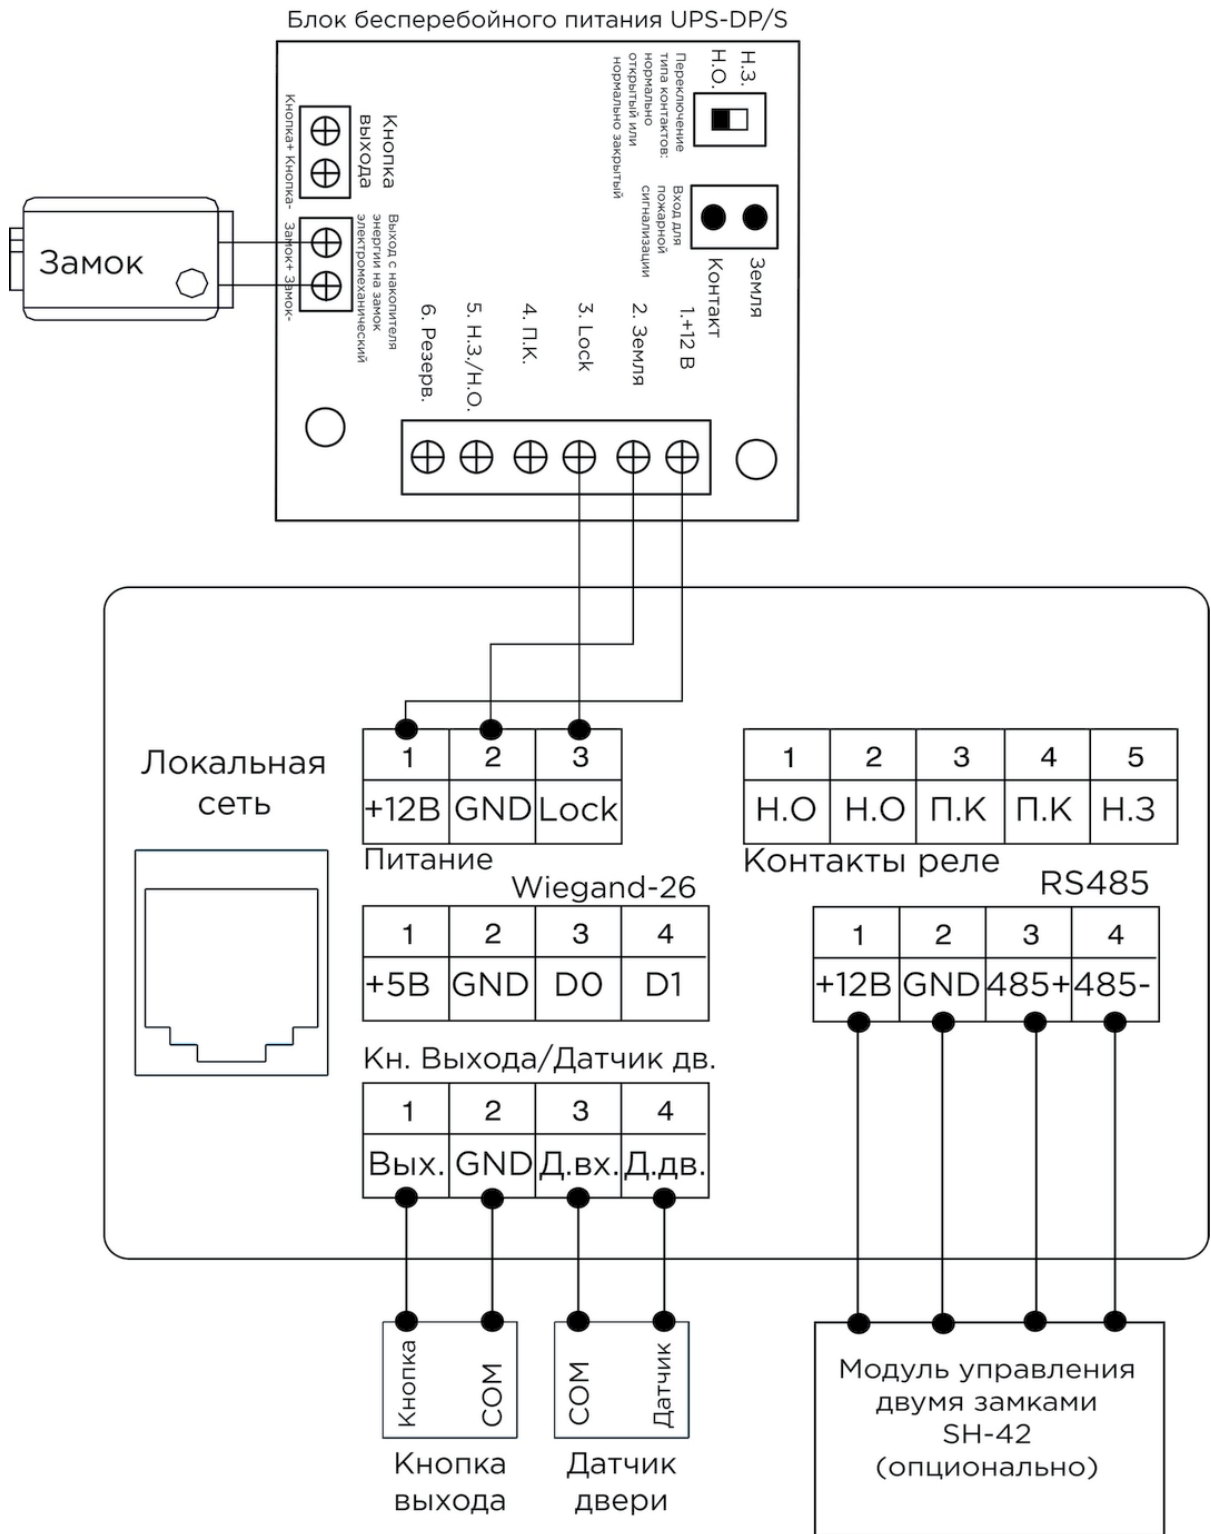 Блок бесперебойного питания UPS-DP/S
Н.З.
Н.О.
Переключение
типа контактов:
нормально
открытый или
нормально закрытый
Кнопка
выхода
Кнопка+ Кнопка-
Вход для
пожарной
сигнализации
Земля
Контакт
Выход с накопителя
энергии на замок
электромеханический
Замок+ Замок-
Замок
6. Резерв.
5. Н.З./Н.О.
4. П.К.
3. Lock
2. Земля
1.+12 В
Локальная
сеть
1 2 3
+12В GND Lock
Питание
1 2 3 4 5
Н.О Н.О П.К П.К Н.З
Контакты реле
Wiegand-26
1 2 3 4
+5В GND D0 D1
RS485
1 2 3 4
+12В GND 485+ 485-
Кн. Выхода/Датчик дв.
1 2 3 4
Вых. GND Д.вх. Д.дв.
Кнопка
COM
COM
Датчик
Кнопка
выхода
Датчик
двери
Модуль управления
двумя замками
SH-42
(опционально)